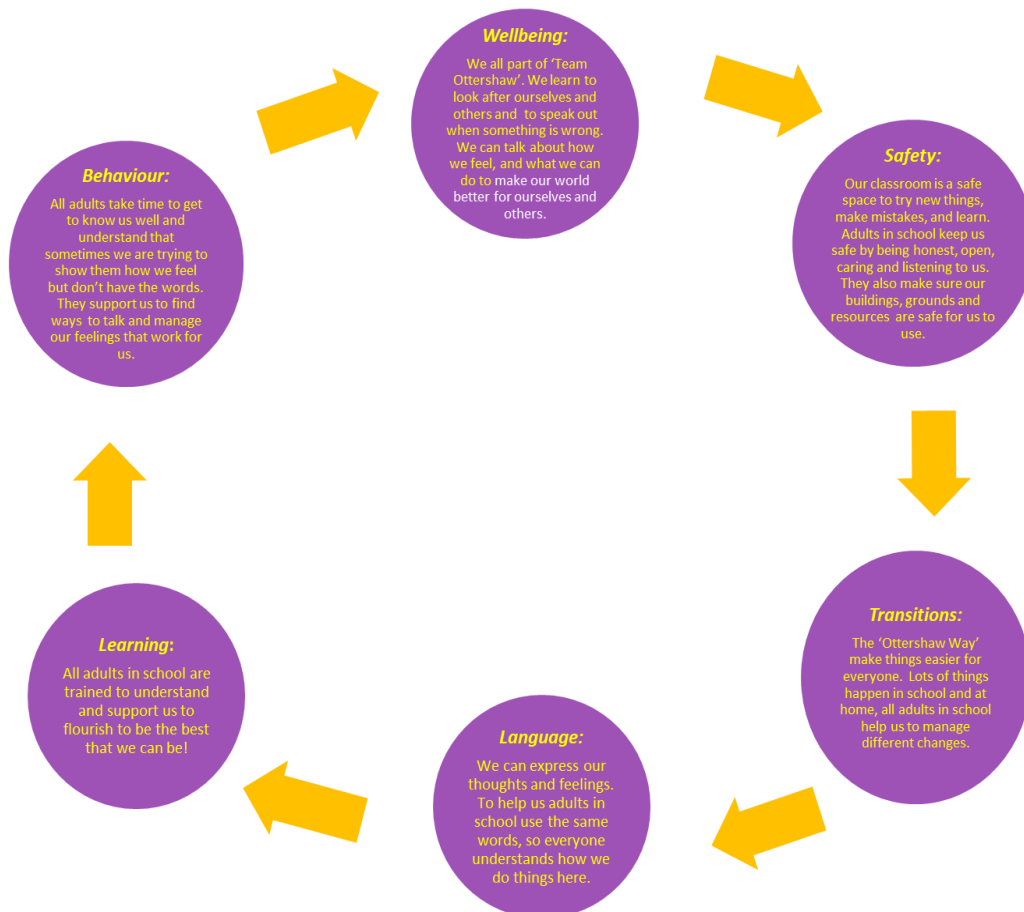 Wellbeing:
We all part of ‘Team
Ottershaw’. We learn to
look after ourselves and
others and to speak out
when something is wrong.
We can talk about how
we feel, and what we can
do to make our world
better for ourselves and
others.
Safety:
Our classroom is a safe
space to try new things,
make mistakes, and learn.
Adults in school keep us
safe by being honest, open,
caring and listening to us.
They also make sure our
buildings, grounds and
resources are safe for us to
use.
Transitions:
The ‘Ottershaw Way’
make things easier for
everyone. Lots of things
happen in school and at
home, all adults in school
help us to manage
different changes.
Language:
We can express our
thoughts and feelings.
To help us adults in
school use the same
words, so everyone
understands how we
do things here.
Learning:
All adults in school are
trained to understand
and support us to
flourish to be the best
that we can be!
Behaviour:
All adults take time to get
to know us well and
understand that
sometimes we are trying to
show them how we feel
but don’t have the words.
They support us to find
ways to talk and manage
our feelings that work for
us.